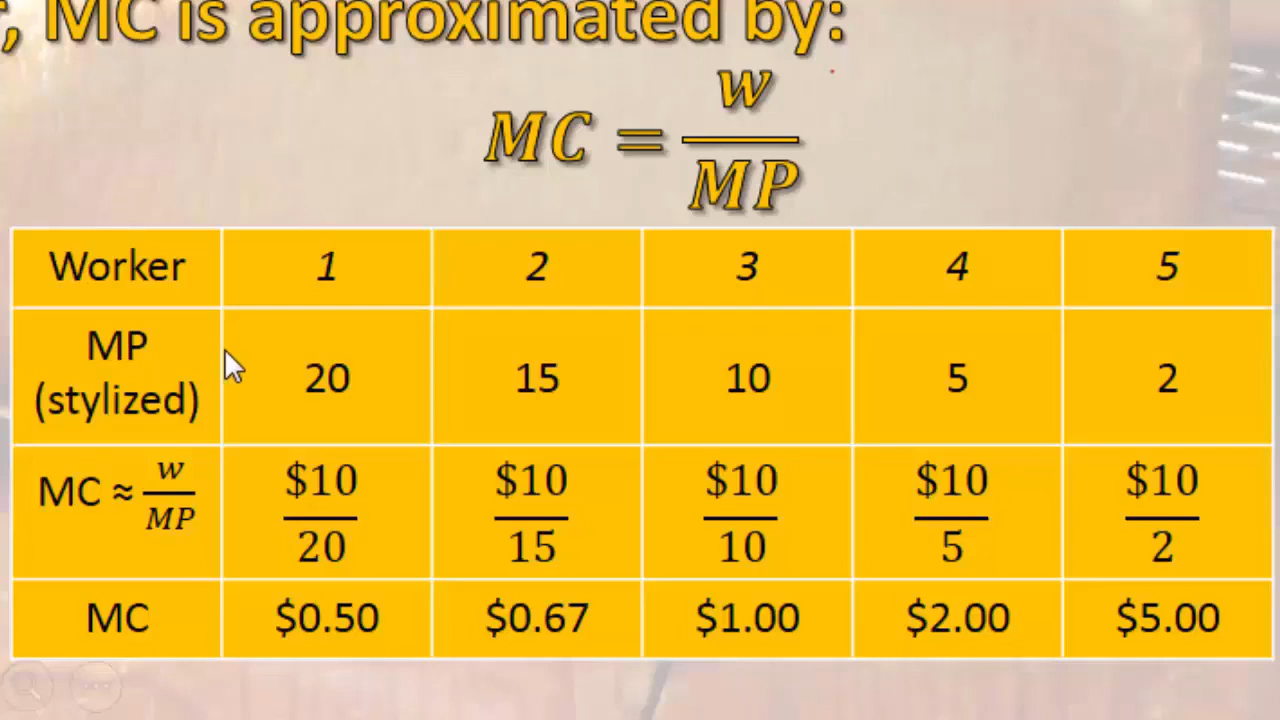 , MC is approximated by:
MC = w/MP
Worker 1 2 3 4 5
MP (stylized) 20 15 10 5 2
MC ≈ w/MP $10/20 $10/15 $10/10 $10/5 $10/2
MC $0.50 $0.67 $1.00 $2.00 $5.00